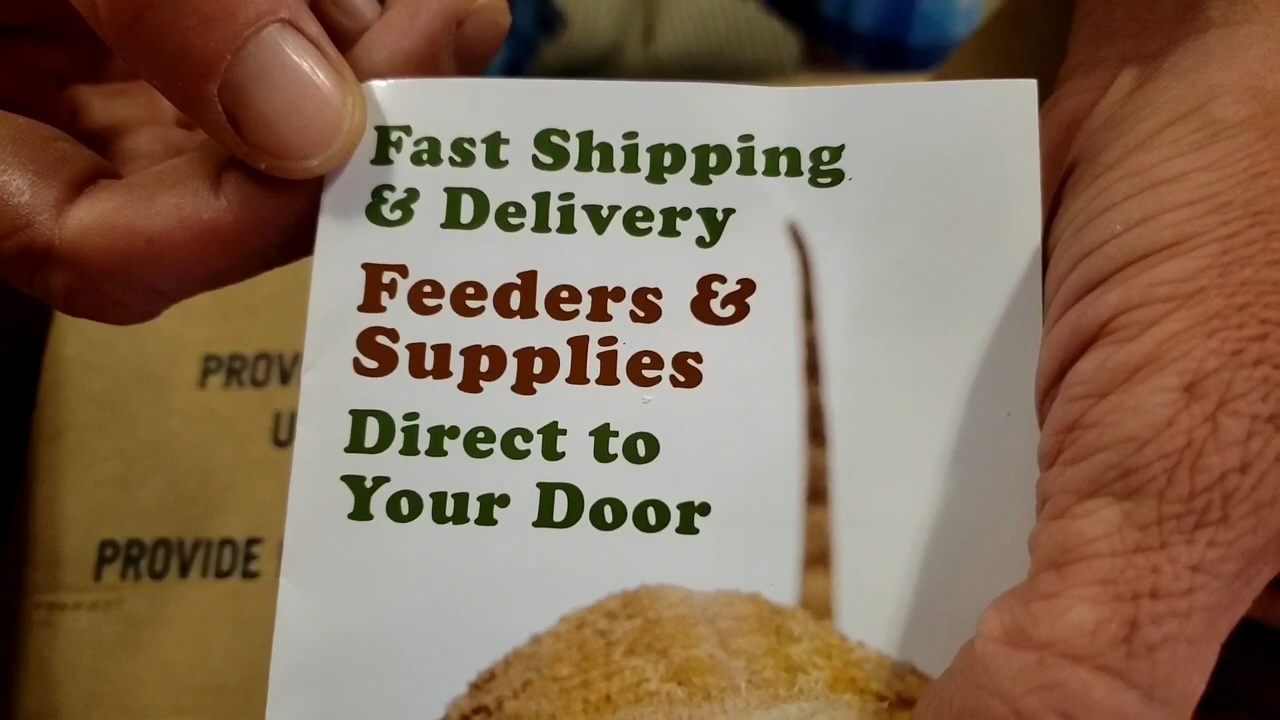 Fast Shipping
& Delivery
Feeders &
Supplies
Direct to
Your Door
PROVIDE